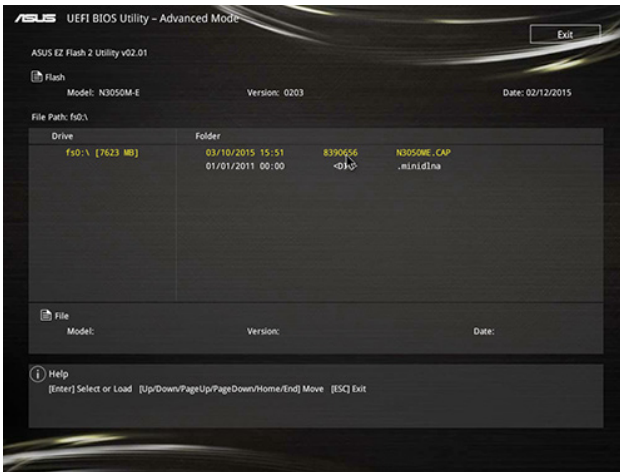 ASUS UEFI BIOS Utility – Advanced Mode
Exit
ASUS EZ Flash 2 Utility v02.01
Flash
Model: N3050M-E Version: 0203 Date: 02/12/2015
File Path: fs0:\
Drive Folder
fs0:\ [7623 MB] 03/10/2015 15:51 8390656 N3050ME.CAP
01/01/2011 00:00 .minidlna
File
Model: Version: Date:
Help
[Enter] Select or Load [Up/Down/PageUp/PageDown/Home/End] Move [ESC] Exit